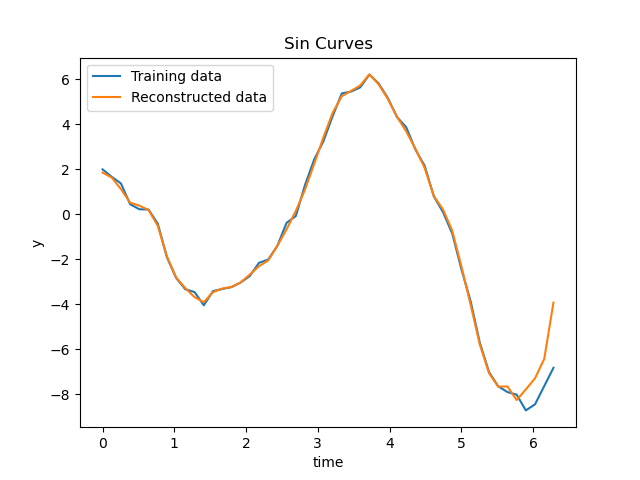 Sin Curves
Training data
Reconstructed data
6
4
2
0
−2
−4
−6
−8
y
0 1 2 3 4 5 6
time